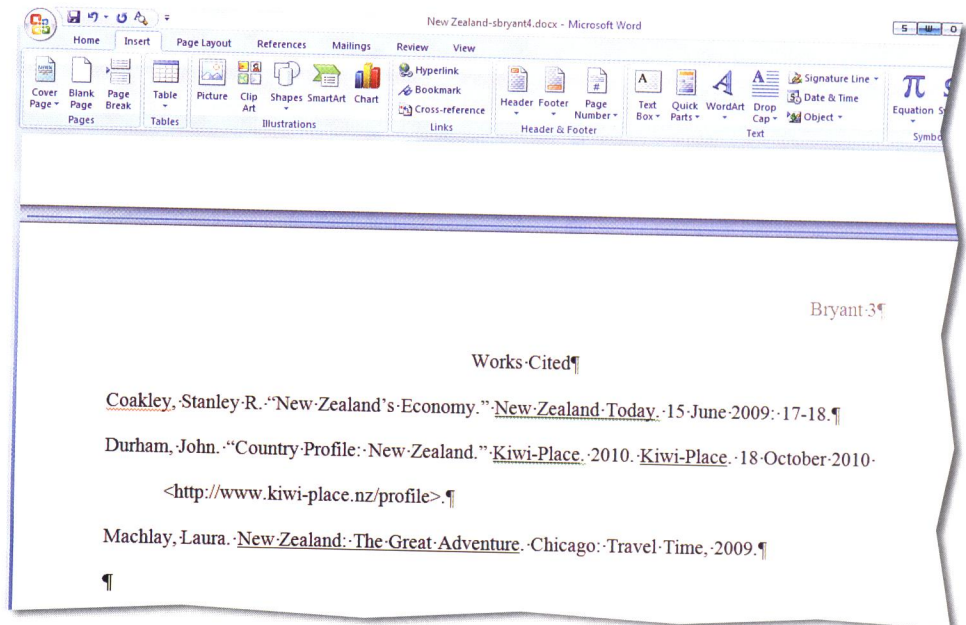 New Zealand-sbryant4.docx - Microsoft Word
Home Insert Page Layout References Mailings Review View
Cover Page
Blank Page
Page Break
Pages
Table
Tables
Picture
Clip Art
Shapes
SmartArt
Chart
Illustrations
Hyperlink
Bookmark
Cross-reference
Links
Header
Footer
Page Number
Header & Footer
A
Text Box
Quick Parts
WordArt
Drop Cap
Signature Line
Date & Time
Object
Text
π
Equation
Symbo
S W O
Bryant·3¶
Works·Cited¶
Coakley,·Stanley·R.·“New·Zealand’s·Economy.”·New·Zealand·Today.·15·June·2009:·17-18.¶
Durham,·John.·“Country·Profile:·New·Zealand.”·Kiwi-Place.·2010.·Kiwi-Place.·18·October·2010·
<http://www.kiwi-place.nz/profile>.¶
Machlay,·Laura.·New·Zealand:·The·Great·Adventure.·Chicago:·Travel·Time,·2009.¶
¶